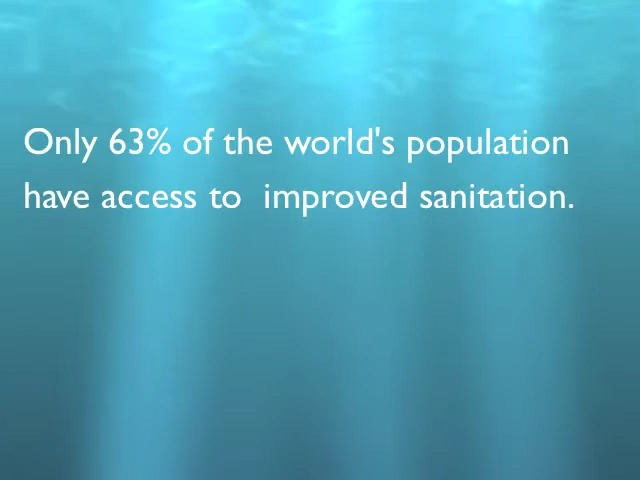 Only 63% of the world's population
have access to  improved sanitation.